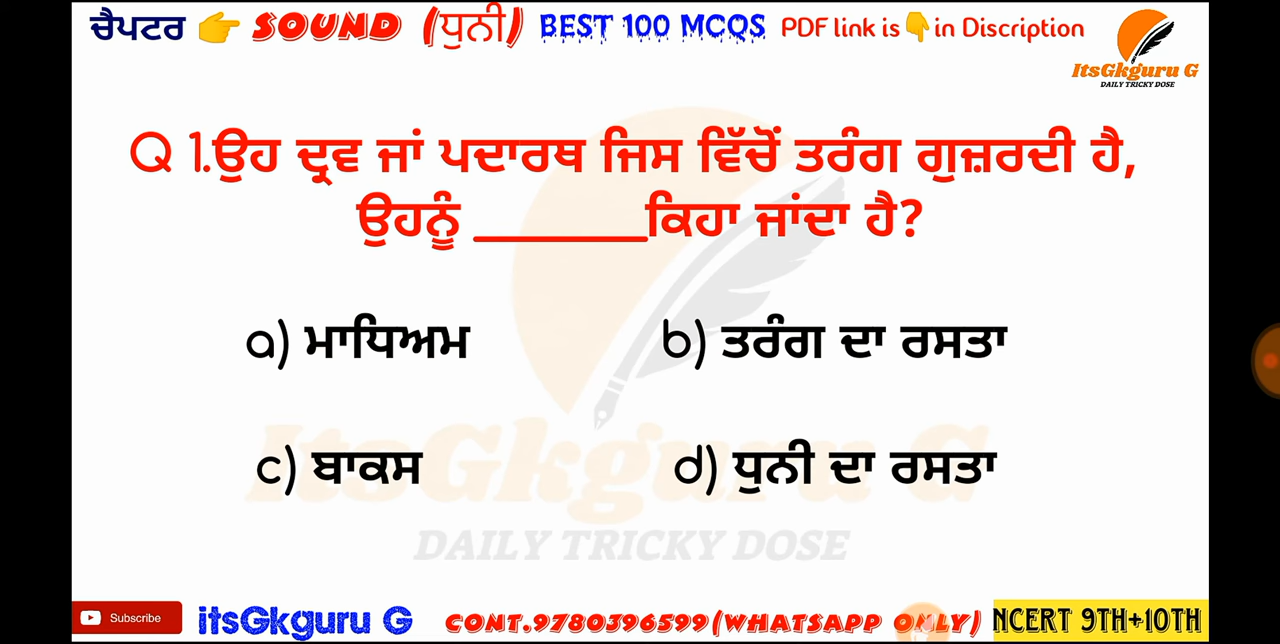 ਚੈਪਟਰ 👉 SOUND (ਧੁਨੀ) BEST 100 MCQS PDF link is👇in Discription
ItsGkguru G
DAILY TRICKY DOSE
Q 1.ਉਹ ਦ੍ਰਵ ਜਾਂ ਪਦਾਰਥ ਜਿਸ ਵਿੱਚੋਂ ਤਰੰਗ ਗੁਜ਼ਰਦੀ ਹੈ,
ਉਹਨੂੰ ______ਕਿਹਾ ਜਾਂਦਾ ਹੈ?
a) ਮਾਧਿਅਮ b) ਤਰੰਗ ਦਾ ਰਸਤਾ
c) ਬਾਕਸ d) ਧੁਨੀ ਦਾ ਰਸਤਾ
ItsGkguru G
DAILY TRICKY DOSE
Subscribe itsGkguru G CONT.9780396599(WHATSAPP ONLY) NCERT 9TH+10TH